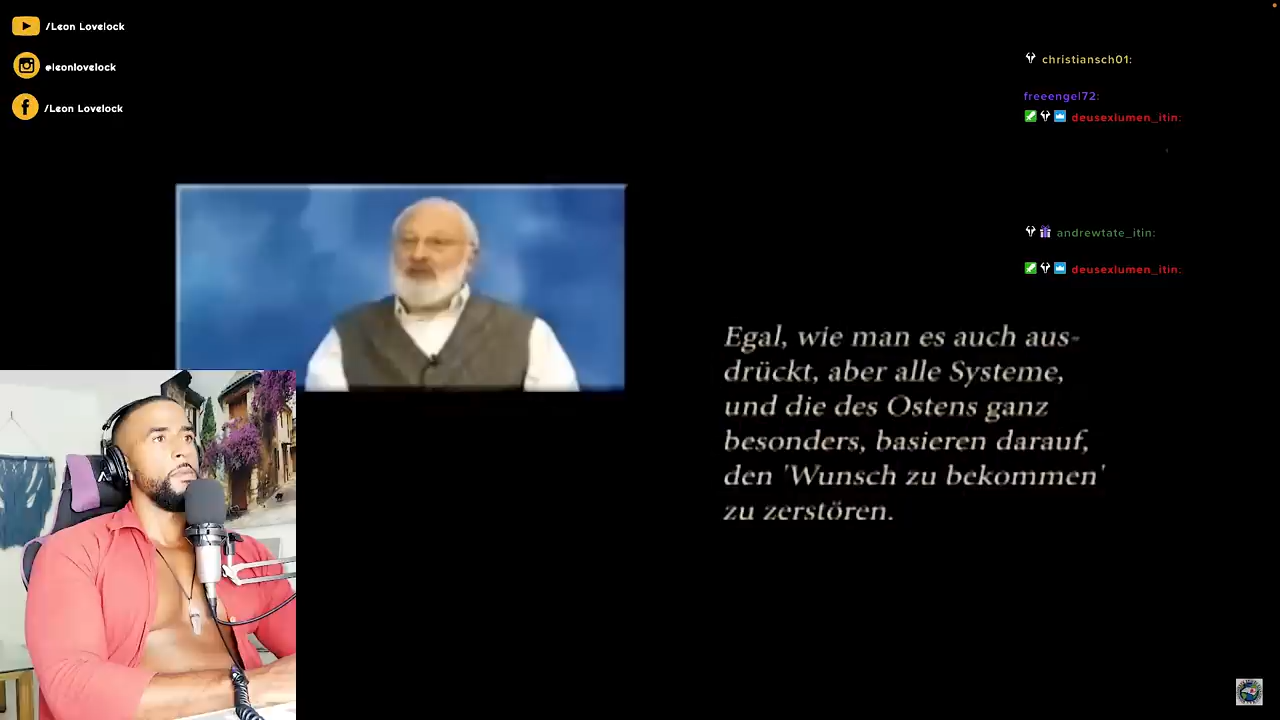 /Leon Lovelock
@leonlovelock
/Leon Lovelock
christiansch01:
freeengel72:
deusexlumen_itin:
andrewtate_itin:
deusexlumen_itin:
Egal, wie man es auch aus-
drückt, aber alle Systeme,
und die des Ostens ganz
besonders, basieren darauf,
den 'Wunsch zu bekommen'
zu zerstören.